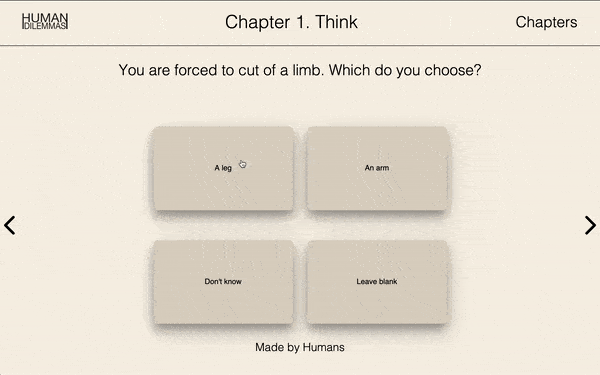 HUMAN
DILEMMAS
Chapter 1. Think
Chapters
You are forced to cut of a limb. Which do you choose?
A leg
An arm
Don't know
Leave blank
Made by Humans